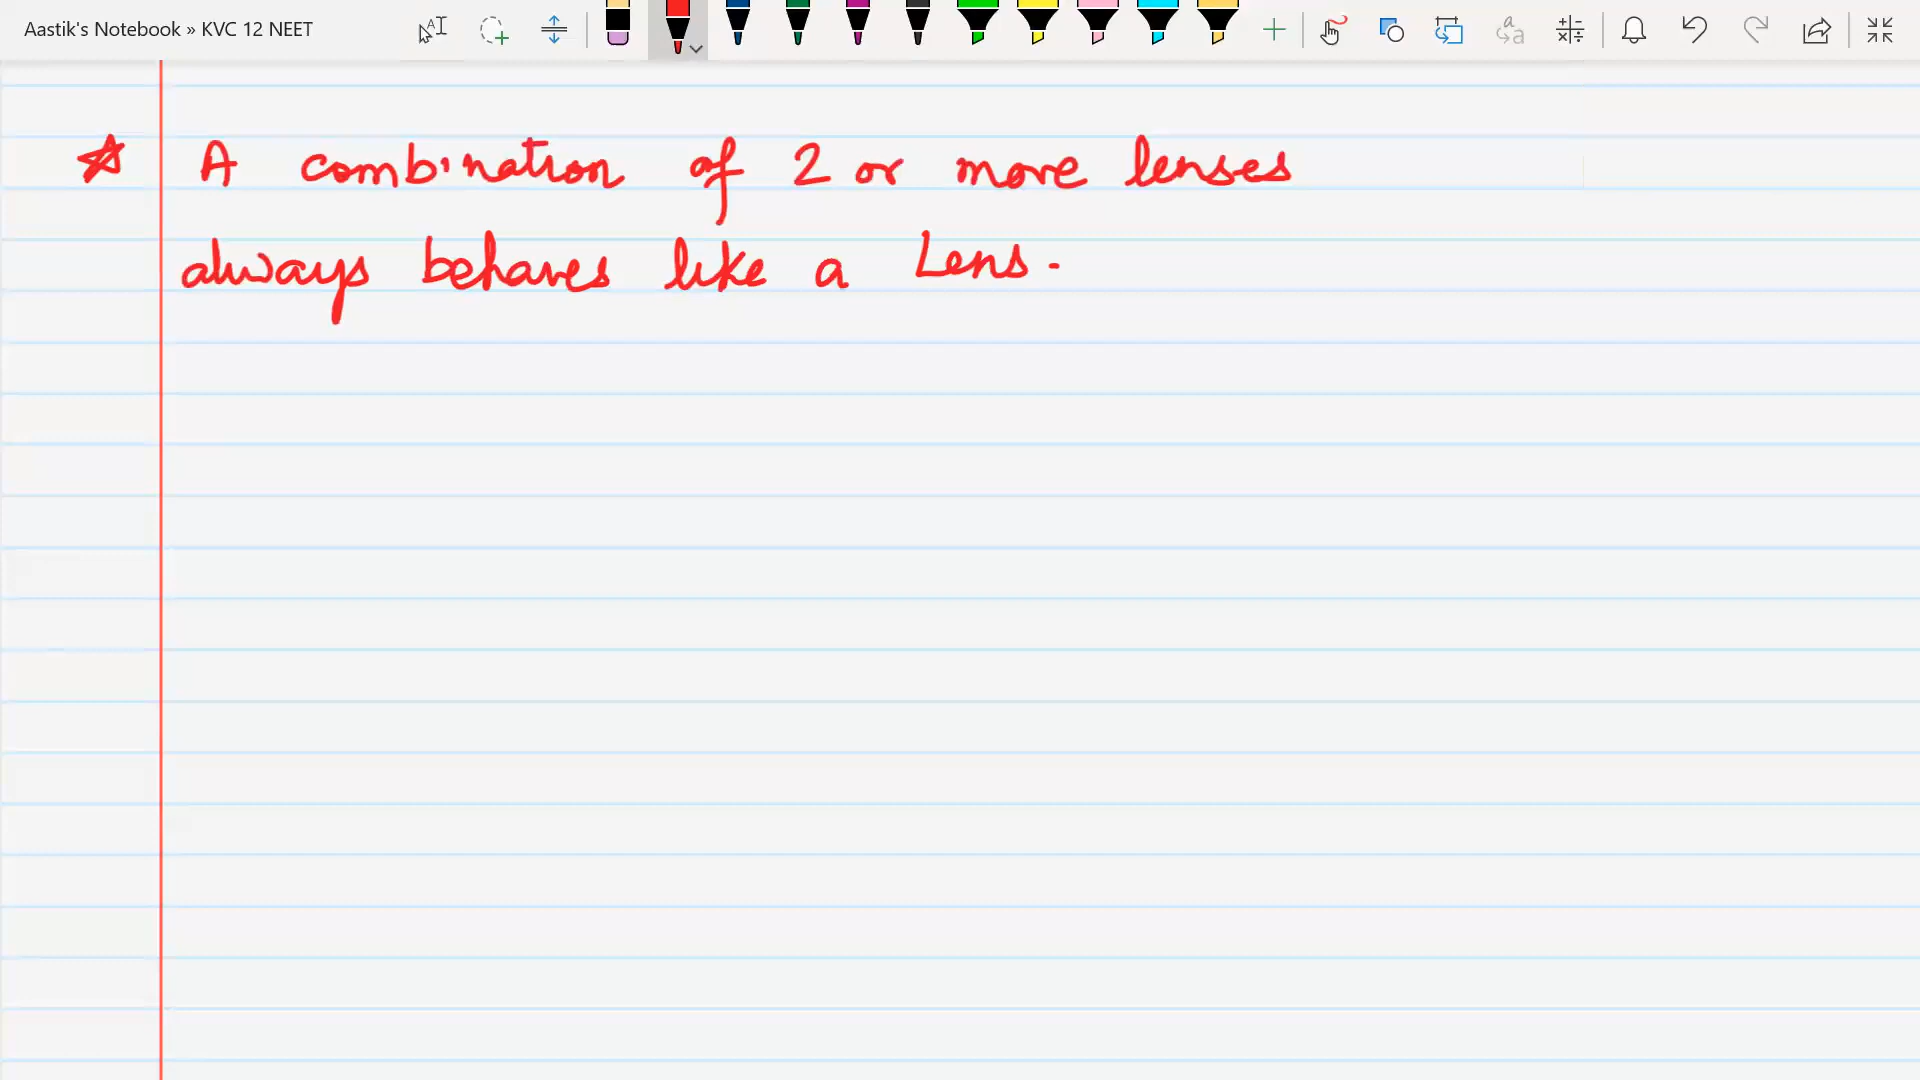 Aastik's Notebook » KVC 12 NEET
☆ A combination of 2 or more lenses
always behaves like a Lens.